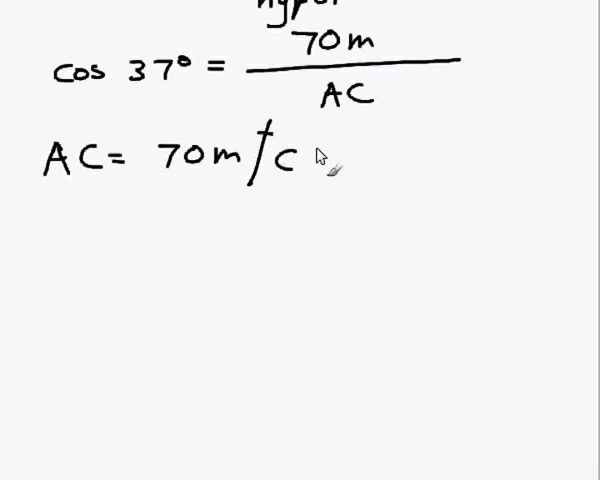 70m
cos 37° =
AC
AC = 70m / c